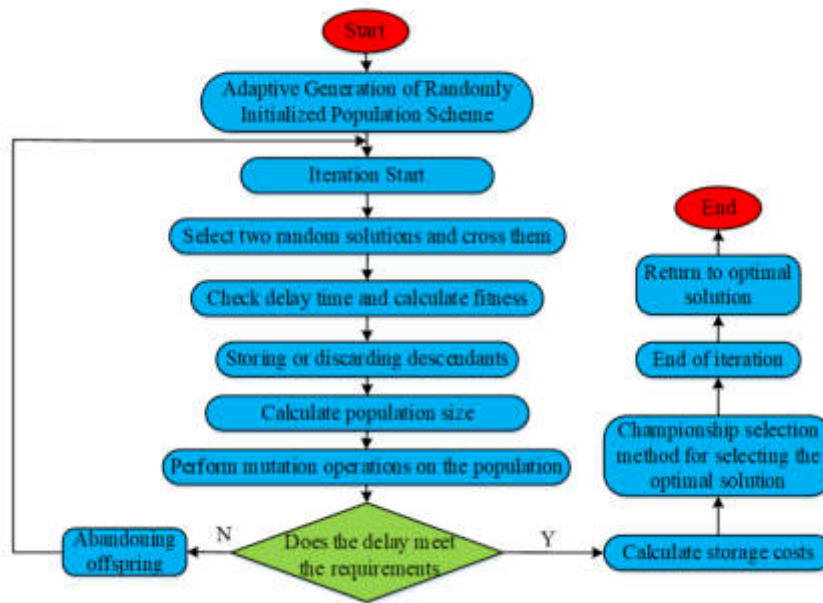 Start
Adaptive Generation of Randomly
Initialized Population Scheme
Iteration Start
Select two random solutions and cross them
Check delay time and calculate fitness
Storing or discarding descendants
Calculate population size
Perform mutation operations on the population
Does the delay meet
the requirements
N
Abandoning
offspring
Y
Calculate storage costs
Championship selection
method for selecting the
optimal solution
End of iteration
Return to optimal
solution
End